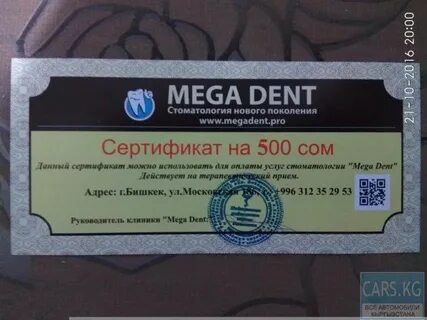 MEGA DENT
Стоматология нового поколения
www.megadent.pro
Сертификат на 500 сом
Данный сертификат можно использовать для оплаты услуг стоматологии "Mega Dent"
Действует на терапевтический прием.
Адрес: г.Бишкек, ул.Московская +996 312 35 29 53
Руководитель клиники "Mega Dent:
21-10-2016 20:00
CARS.KG
ВСЕ АВТОМОБИЛИ
КЫРГЫЗСТАНА